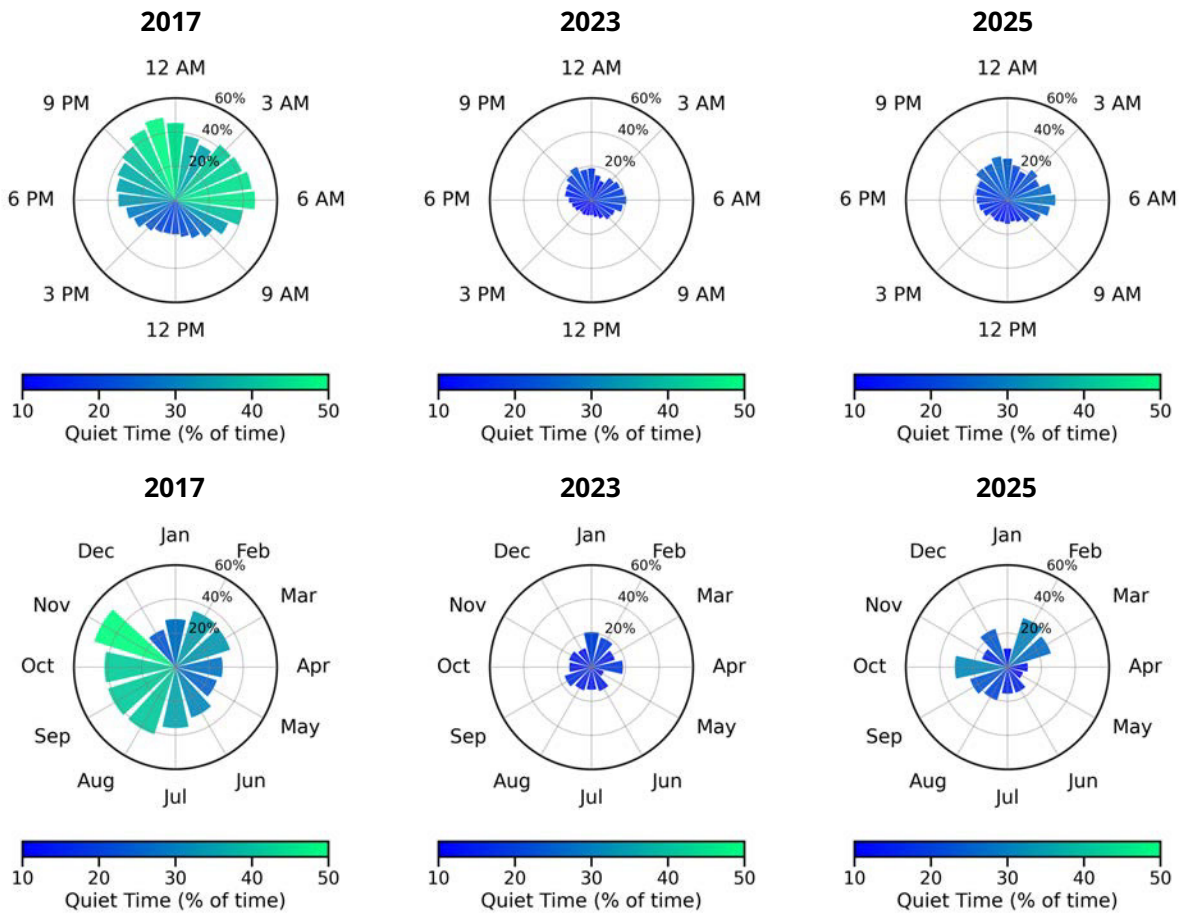 2017 2023 2025
12 AM 12 AM 12 AM
9 PM 60% 3 AM 9 PM 60% 3 AM 9 PM 60% 3 AM
40% 40% 40%
20% 20% 20%
6 PM 6 AM 6 PM 6 AM 6 PM 6 AM
3 PM 9 AM 3 PM 9 AM 3 PM 9 AM
12 PM 12 PM 12 PM
10 20 30 40 50 10 20 30 40 50 10 20 30 40 50
Quiet Time (% of time) Quiet Time (% of time) Quiet Time (% of time)
2017 2023 2025
Jan Jan Jan
Dec Feb Dec Feb Dec Feb
60% 60% 60%
Nov 40% Mar Nov 40% Mar Nov 40% Mar
20% 20% 20%
Oct Apr Oct Apr Oct Apr
Sep May Sep May Sep May
Aug Jun Aug Jun Aug Jun
Jul Jul Jul
10 20 30 40 50 10 20 30 40 50 10 20 30 40 50
Quiet Time (% of time) Quiet Time (% of time) Quiet Time (% of time)